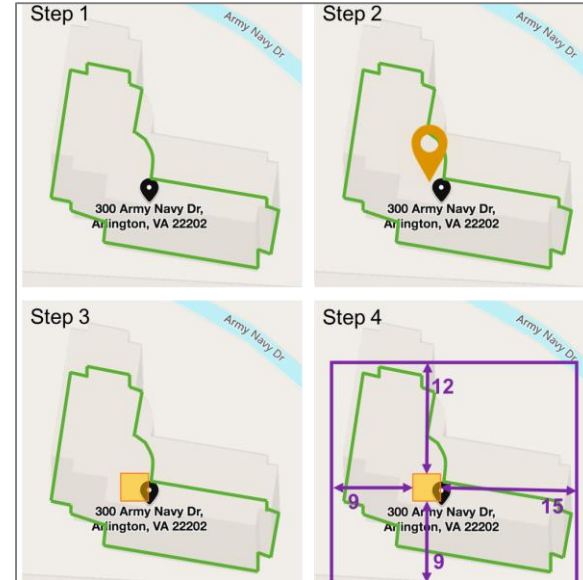 Step 1
Army Navy Dr
300 Army Navy Dr,
Arlington, VA 22202
Step 2
Army Navy Dr
300 Army Navy Dr,
Arlington, VA 22202
Step 3
Army Navy Dr
300 Army Navy Dr,
Arlington, VA 22202
Step 4
Army Navy Dr
12
9
15
300 Army Navy Dr,
Arlington, VA 22202
9